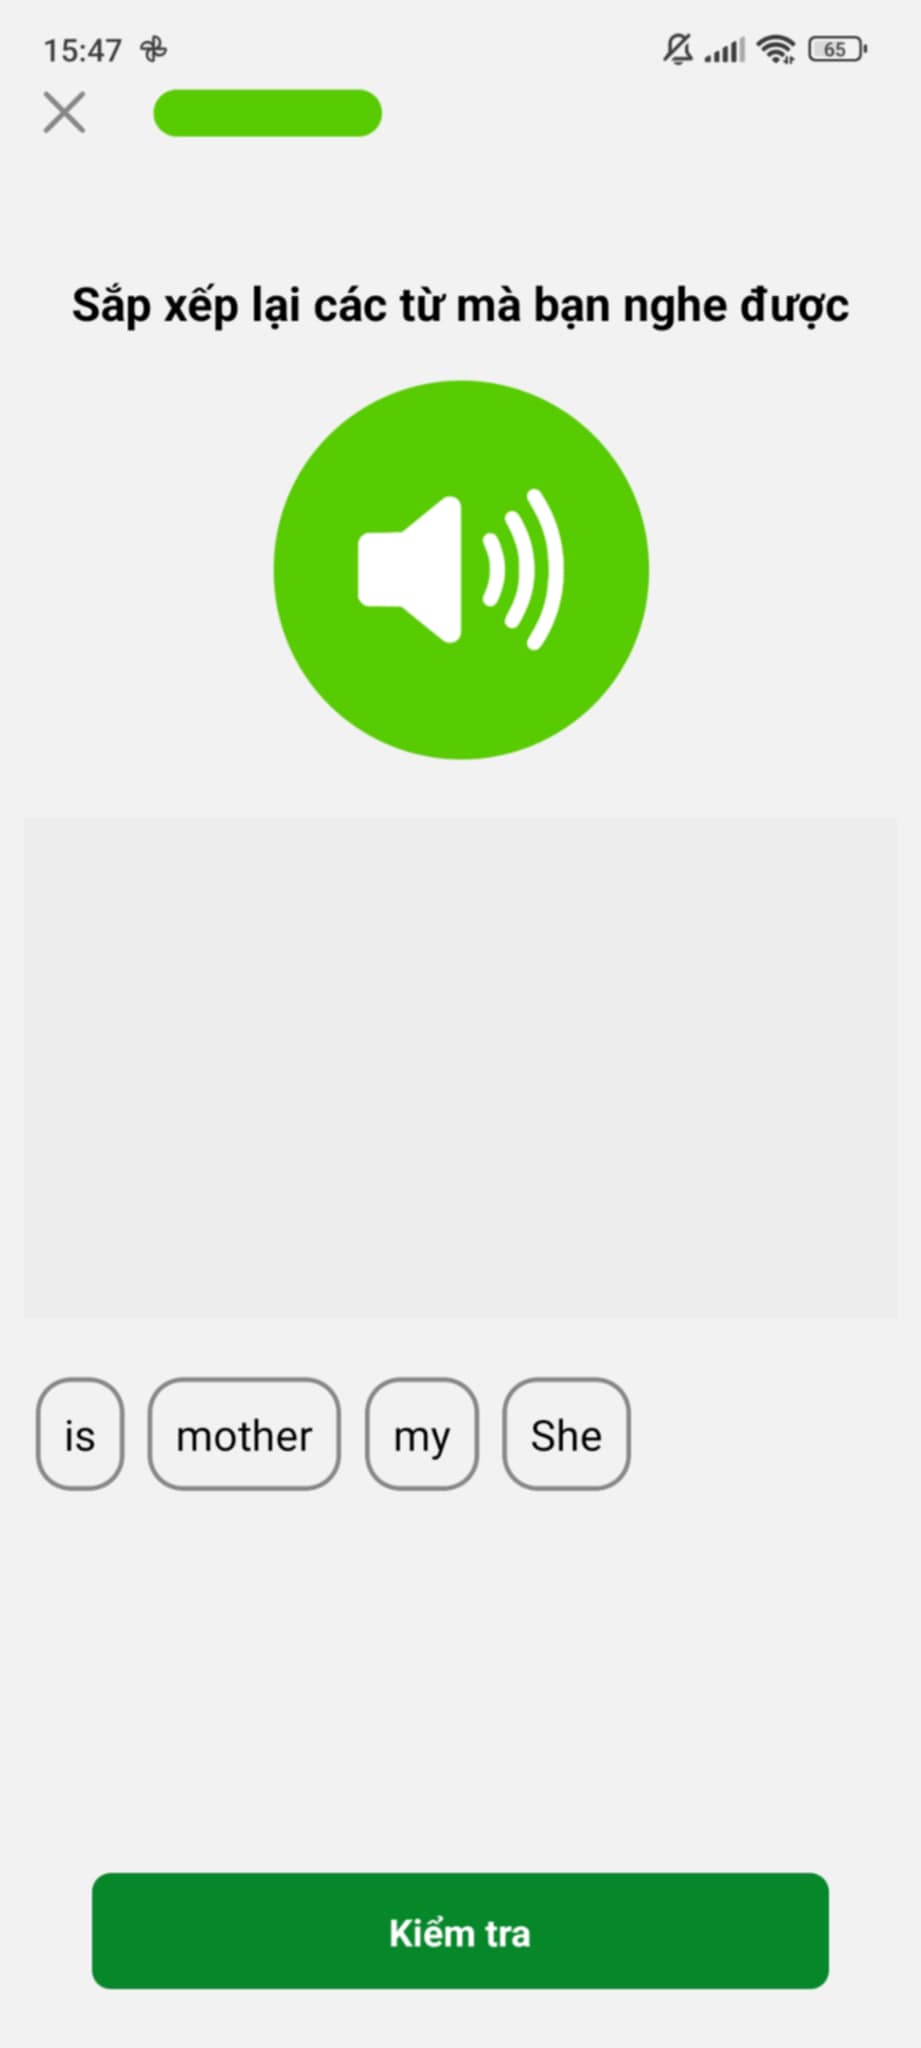 15:47
65
Sắp xếp lại các từ mà bạn nghe được
is mother my She
Kiểm tra